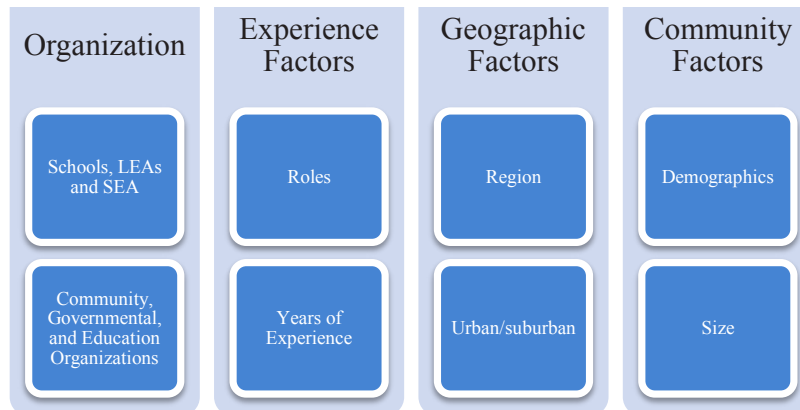 Organization
Schools, LEAs
and SEA
Community,
Governmental,
and Education
Organizations
Experience
Factors
Roles
Years of
Experience
Geographic
Factors
Region
Urban/suburban
Community
Factors
Demographics
Size